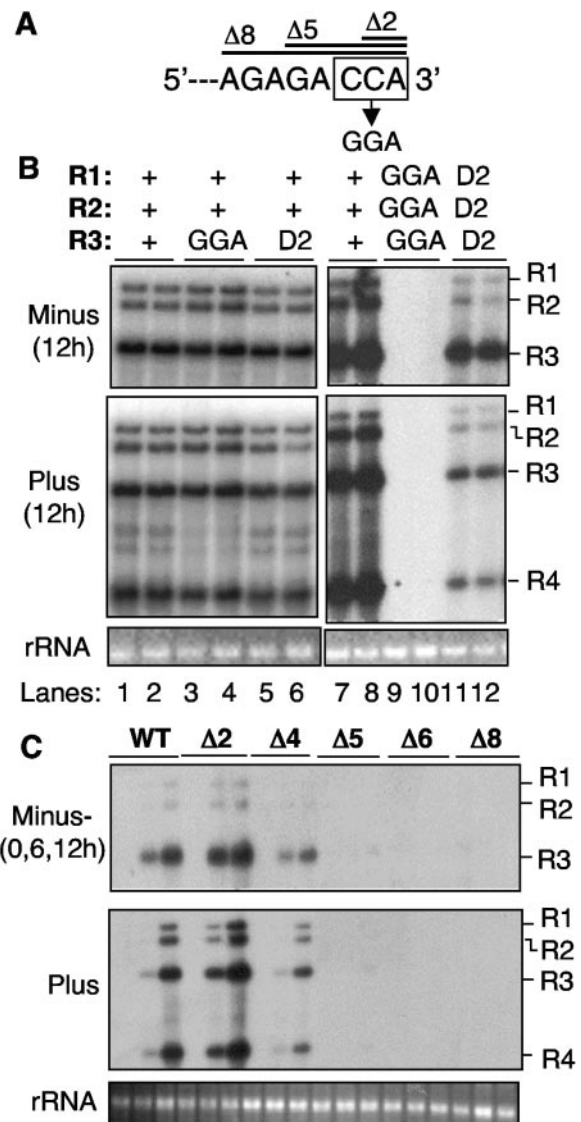 A
Δ8 Δ5 Δ2
5'---AGAGA CCA 3'
GGA
B
R1: + + + + GGA D2
R2: + + + + GGA D2
R3: + GGA D2 + GGA D2
Minus
(12h)
R1
R2
R3
Plus
(12h)
R1
R2
R3
R4
rRNA
Lanes: 1 2 3 4 5 6 7 8 9 10 11 12
C
WT Δ2 Δ4 Δ5 Δ6 Δ8
Minus-
(0,6,12h)
R1
R2
R3
Plus
R1
R2
R3
R4
rRNA